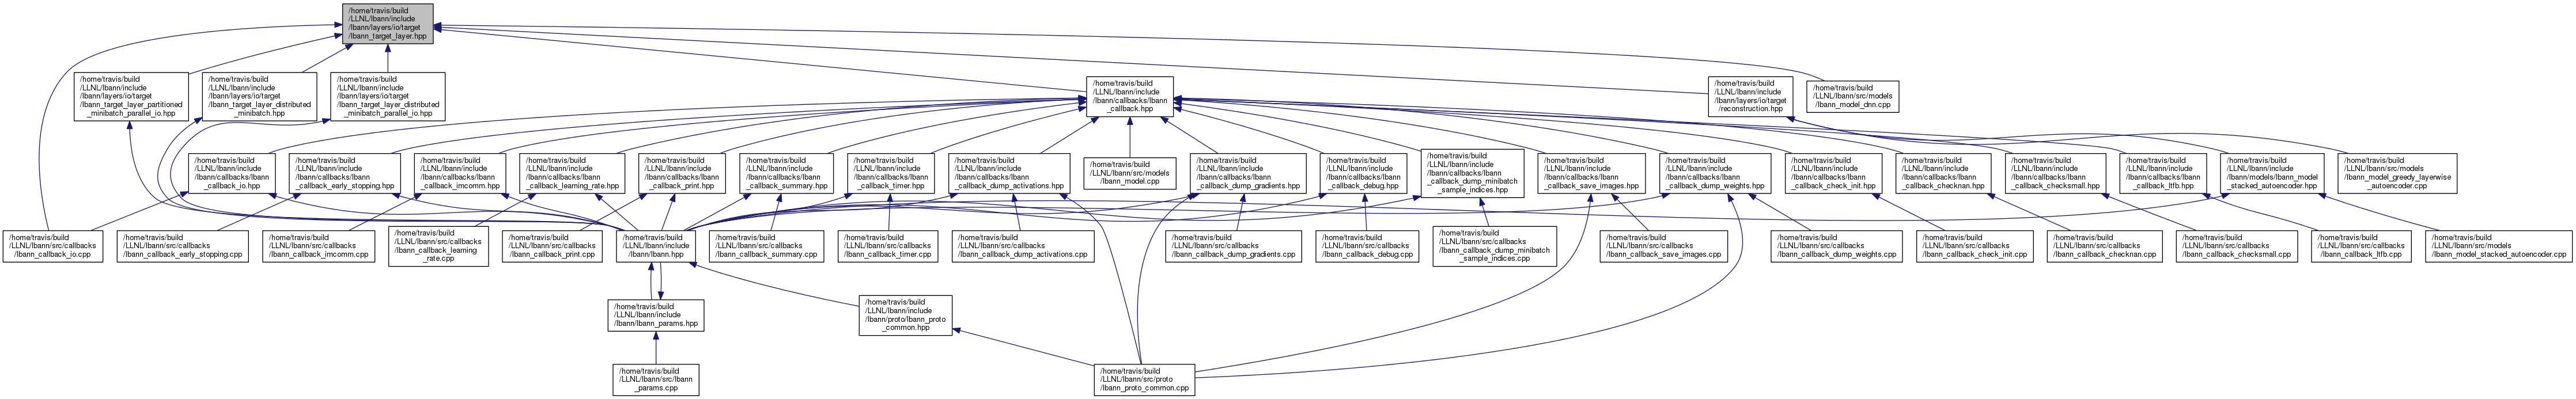 /home/travis/build
/LLNL/lbann/include
/lbann/layers/io/target
/lbann_target_layer.hpp
/home/travis/build
/LLNL/lbann/include
/lbann/layers/io/target
/lbann_target_layer_partitioned
_minibatch_parallel_io.hpp
/home/travis/build
/LLNL/lbann/include
/lbann/layers/io/target
/lbann_target_layer_distributed
_minibatch.hpp
/home/travis/build
/LLNL/lbann/include
/lbann/layers/io/target
/lbann_target_layer_distributed
_minibatch_parallel_io.hpp
/home/travis/build
/LLNL/lbann/include
/lbann/callbacks/lbann
_callback.hpp
/home/travis/build
/LLNL/lbann/include
/lbann/layers/io/target
/reconstruction.hpp
/home/travis/build
/LLNL/lbann/src/models
/lbann_model_dnn.cpp
/home/travis/build
/LLNL/lbann/include
/lbann/callbacks/lbann
_callback_io.hpp
/home/travis/build
/LLNL/lbann/include
/lbann/callbacks/lbann
_callback_early_stopping.hpp
/home/travis/build
/LLNL/lbann/include
/lbann/callbacks/lbann
_callback_imcomm.hpp
/home/travis/build
/LLNL/lbann/include
/lbann/callbacks/lbann
_callback_learning_rate.hpp
/home/travis/build
/LLNL/lbann/include
/lbann/callbacks/lbann
_callback_print.hpp
/home/travis/build
/LLNL/lbann/include
/lbann/callbacks/lbann
_callback_summary.hpp
/home/travis/build
/LLNL/lbann/include
/lbann/callbacks/lbann
_callback_timer.hpp
/home/travis/build
/LLNL/lbann/include
/lbann/callbacks/lbann
_callback_dump_activations.hpp
/home/travis/build
/LLNL/lbann/src/models
/lbann_model.cpp
/home/travis/build
/LLNL/lbann/include
/lbann/callbacks/lbann
_callback_dump_gradients.hpp
/home/travis/build
/LLNL/lbann/include
/lbann/callbacks/lbann
_callback_debug.hpp
/home/travis/build
/LLNL/lbann/include
/lbann/callbacks/lbann
_callback_dump_minibatch
_sample_indices.hpp
/home/travis/build
/LLNL/lbann/include
/lbann/callbacks/lbann
_callback_save_images.hpp
/home/travis/build
/LLNL/lbann/include
/lbann/callbacks/lbann
_callback_dump_weights.hpp
/home/travis/build
/LLNL/lbann/include
/lbann/callbacks/lbann
_callback_check_init.hpp
/home/travis/build
/LLNL/lbann/include
/lbann/callbacks/lbann
_callback_checknan.hpp
/home/travis/build
/LLNL/lbann/include
/lbann/callbacks/lbann
_callback_checksmall.hpp
/home/travis/build
/LLNL/lbann/include
/lbann/callbacks/lbann
_callback_ltfb.hpp
/home/travis/build
/LLNL/lbann/include
/lbann/models/lbann_model
_stacked_autoencoder.hpp
/home/travis/build
/LLNL/lbann/src/models
/lbann_model_greedy_layerwise
_autoencoder.cpp
/home/travis/build
/LLNL/lbann/src/callbacks
/lbann_callback_io.cpp
/home/travis/build
/LLNL/lbann/src/callbacks
/lbann_callback_early_stopping.cpp
/home/travis/build
/LLNL/lbann/src/callbacks
/lbann_callback_imcomm.cpp
/home/travis/build
/LLNL/lbann/src/callbacks
/lbann_callback_learning
_rate.cpp
/home/travis/build
/LLNL/lbann/src/callbacks
/lbann_callback_print.cpp
/home/travis/build
/LLNL/lbann/include
/lbann/lbann.hpp
/home/travis/build
/LLNL/lbann/src/callbacks
/lbann_callback_summary.cpp
/home/travis/build
/LLNL/lbann/src/callbacks
/lbann_callback_timer.cpp
/home/travis/build
/LLNL/lbann/src/callbacks
/lbann_callback_dump_activations.cpp
/home/travis/build
/LLNL/lbann/src/callbacks
/lbann_callback_dump_gradients.cpp
/home/travis/build
/LLNL/lbann/src/callbacks
/lbann_callback_debug.cpp
/home/travis/build
/LLNL/lbann/src/callbacks
/lbann_callback_dump_minibatch
_sample_indices.cpp
/home/travis/build
/LLNL/lbann/src/callbacks
/lbann_callback_save_images.cpp
/home/travis/build
/LLNL/lbann/src/callbacks
/lbann_callback_dump_weights.cpp
/home/travis/build
/LLNL/lbann/src/callbacks
/lbann_callback_check_init.cpp
/home/travis/build
/LLNL/lbann/src/callbacks
/lbann_callback_checknan.cpp
/home/travis/build
/LLNL/lbann/src/callbacks
/lbann_callback_checksmall.cpp
/home/travis/build
/LLNL/lbann/src/callbacks
/lbann_callback_ltfb.cpp
/home/travis/build
/LLNL/lbann/src/models
/lbann_model_stacked_autoencoder.cpp
/home/travis/build
/LLNL/lbann/include
/lbann/lbann_params.hpp
/home/travis/build
/LLNL/lbann/include
/lbann/proto/lbann_proto
_common.hpp
/home/travis/build
/LLNL/lbann/src/lbann
_params.cpp
/home/travis/build
/LLNL/lbann/src/proto
/lbann_proto_common.cpp